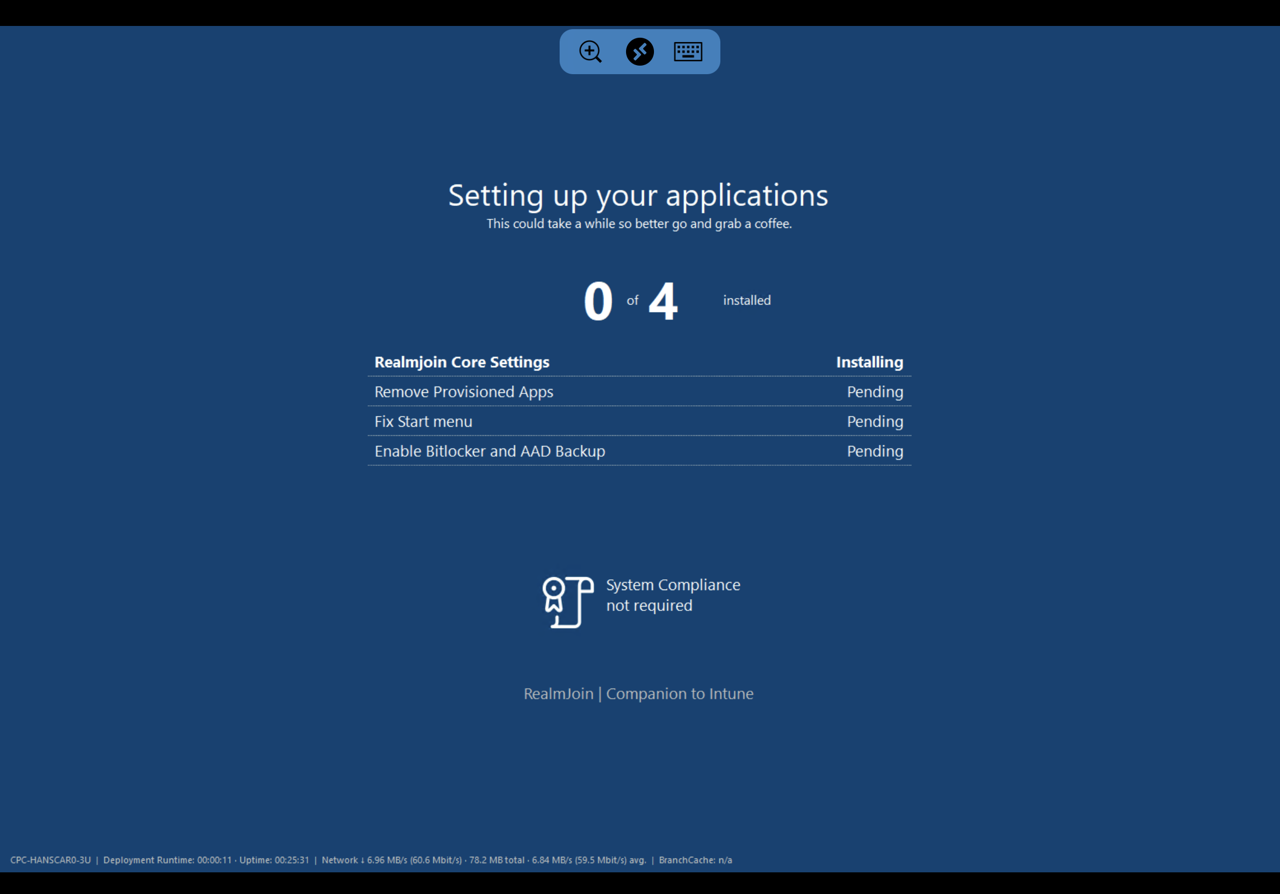 Setting up your applications
This could take a while so better go and grab a coffee.
0 of 4 installed
Realmjoin Core Settings Installing
Remove Provisioned Apps Pending
Fix Start menu Pending
Enable Bitlocker and AAD Backup Pending
System Compliance
not required
RealmJoin | Companion to Intune
CPC-HANSCAR0-3U | Deployment Runtime: 00:00:11 · Uptime: 00:25:31 | Network ↓ 6.96 MB/s (60.6 Mbit/s) · 78.2 MB total · 6.84 MB/s (59.5 Mbit/s) avg. | BranchCache: n/a